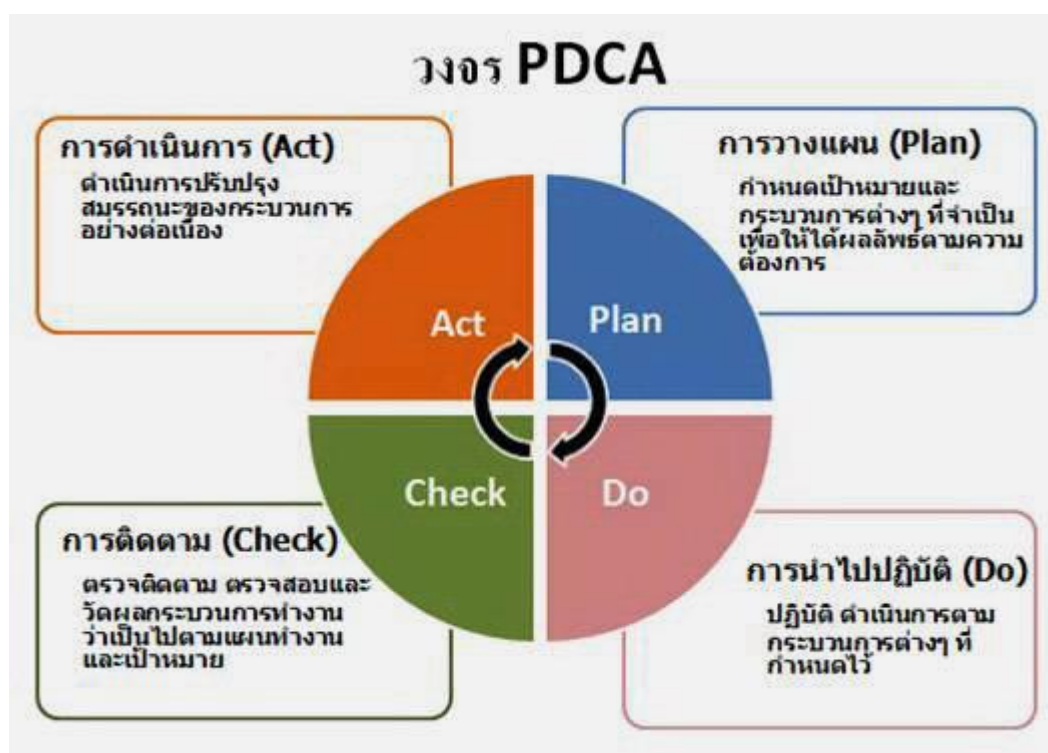 วงจร PDCA
การดำเนินการ (Act)
ดำเนินการปรับปรุง
สมรรถนะของกระบวนการ
อย่างต่อเนื่อง
การวางแผน (Plan)
กำหนดเป้าหมายและ
กระบวนการต่างๆ ที่จำเป็น
เพื่อให้ได้ผลลัพธ์ตามความ
ต้องการ
Act
Plan
Check
Do
การติดตาม (Check)
ตรวจติดตาม ตรวจสอบและ
วัดผลกระบวนการทำงาน
ว่าเป็นไปตามแผนทำงาน
และเป้าหมาย
การนำไปปฏิบัติ (Do)
ปฏิบัติ ดำเนินการตาม
กระบวนการต่างๆ ที่
กำหนดไว้